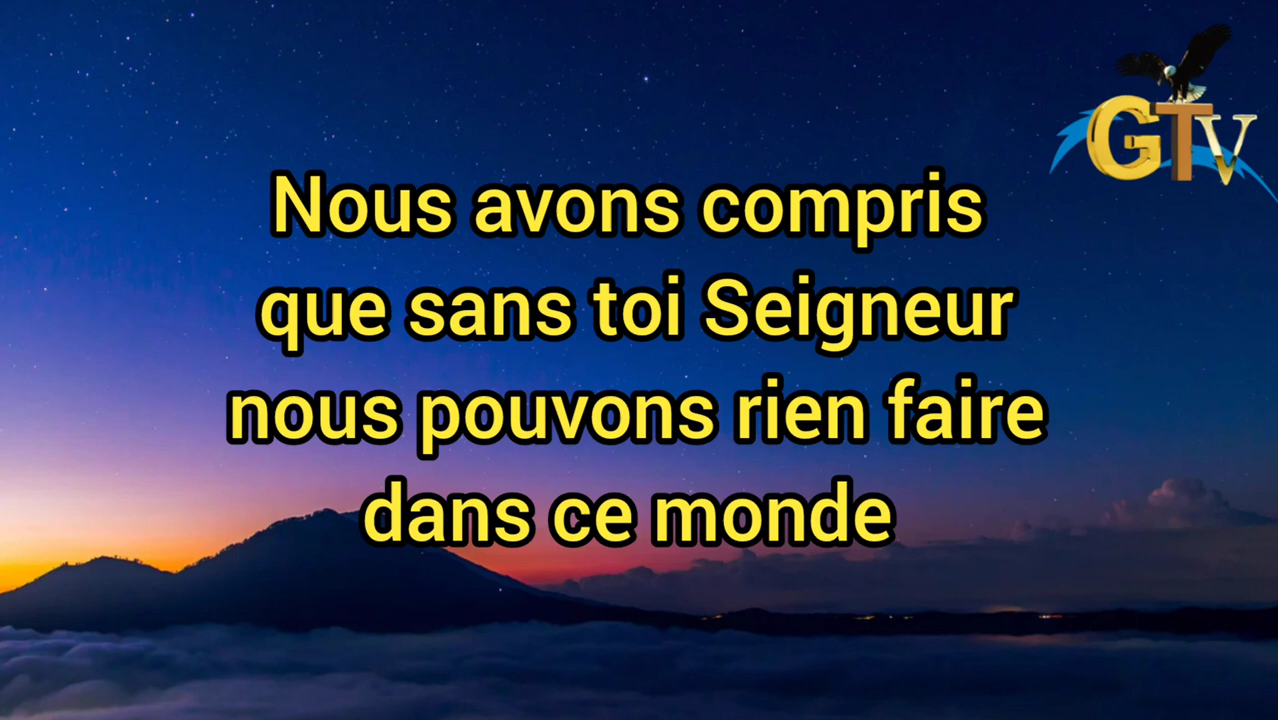 GTV
Nous avons compris
que sans toi Seigneur
nous pouvons rien faire
dans ce monde